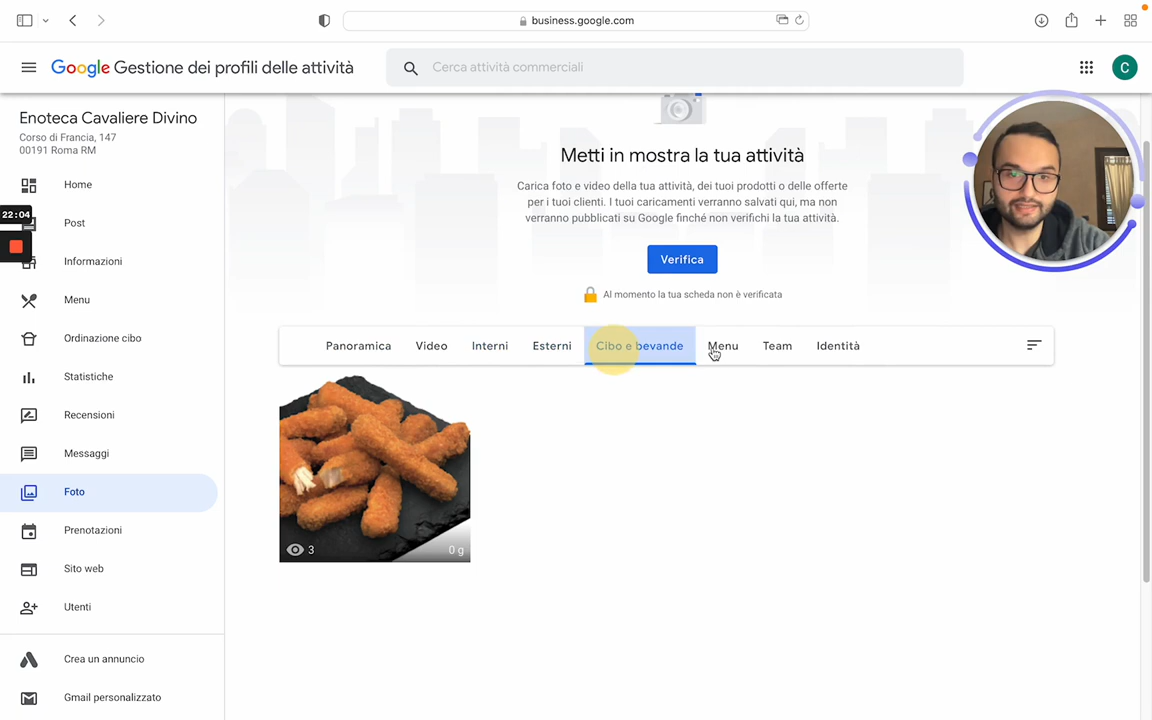 business.google.com
Google Gestione dei profili delle attività
Cerca attività commerciali
C
Enoteca Cavaliere Divino
Corso di Francia, 147
00191 Roma RM
Home
22:04
Post
Informazioni
Menu
Ordinazione cibo
Statistiche
Recensioni
Messaggi
Foto
Prenotazioni
Sito web
Utenti
Crea un annuncio
Gmail personalizzato
Metti in mostra la tua attività
Carica foto e video della tua attività, dei tuoi prodotti o delle offerte
per i tuoi clienti. I tuoi caricamenti verranno salvati qui, ma non
verranno pubblicati su Google finché non verifichi la tua attività.
Verifica
Al momento la tua scheda non è verificata
Panoramica Video Interni Esterni Cibo e bevande Menu Team Identità
3 0 g